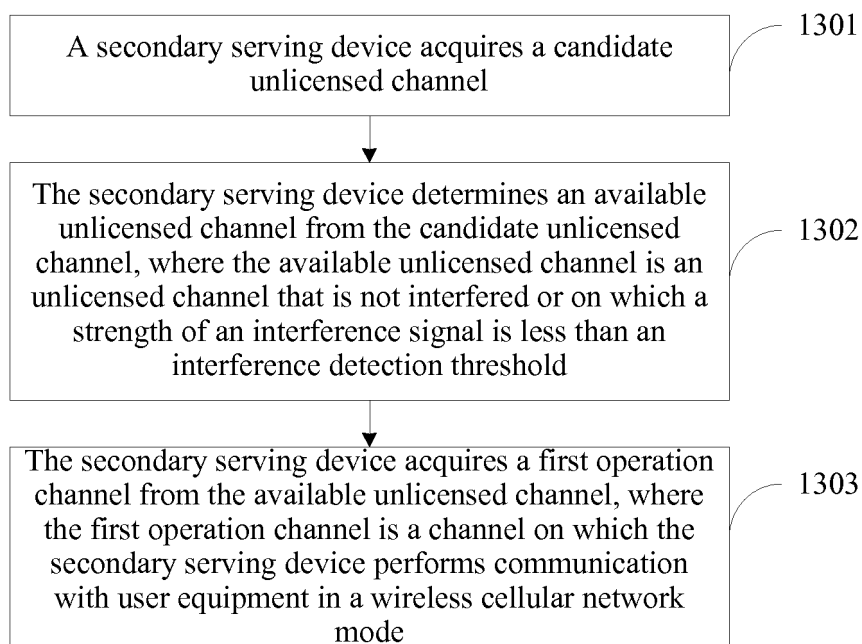 A secondary serving device acquires a candidate
unlicensed channel
1301
The secondary serving device determines an available
unlicensed channel from the candidate unlicensed
channel, where the available unlicensed channel is an
unlicensed channel that is not interfered or on which a
strength of an interference signal is less than an
interference detection threshold
1302
The secondary serving device acquires a first operation
channel from the available unlicensed channel, where
the first operation channel is a channel on which the
secondary serving device performs communication
with user equipment in a wireless cellular network
mode
1303